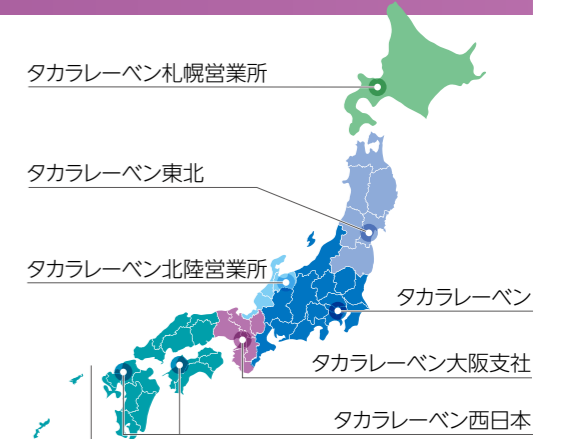 タカラレーベン札幌営業所
タカラレーベン東北
タカラレーベン北陸営業所
タカラレーベン
タカラレーベン大阪支社
タカラレーベン西日本